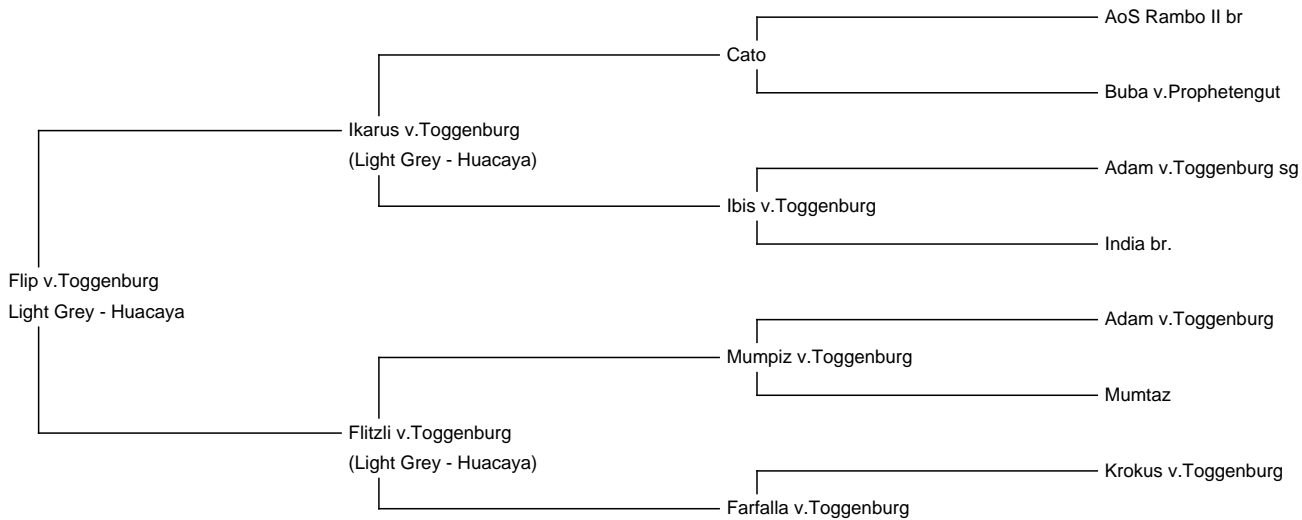 AoS Rambo II br
Cato
Buba v.Prophetengut
Ikarus v.Toggenburg
(Light Grey - Huacaya)
Adam v.Toggenburg sg
Ibis v.Toggenburg
India br.
Flip v.Toggenburg
Light Grey - Huacaya
Adam v.Toggenburg
Mumpiz v.Toggenburg
Mumtaz
Flitzli v.Toggenburg
(Light Grey - Huacaya)
Krokus v.Toggenburg
Farfalla v.Toggenburg